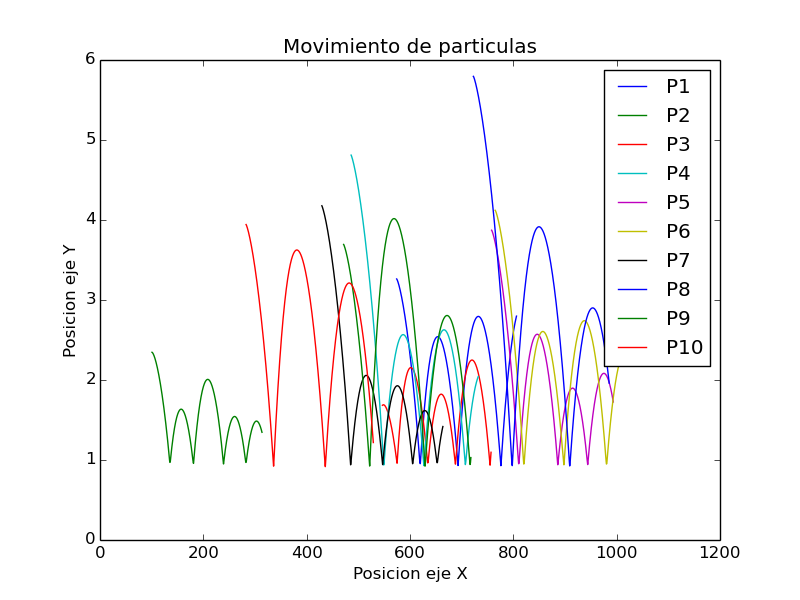 Movimiento de particulas
6
5
4
3
2
1
0
Posicion eje Y
0 200 400 600 800 1000 1200
Posicion eje X
P1
P2
P3
P4
P5
P6
P7
P8
P9
P10